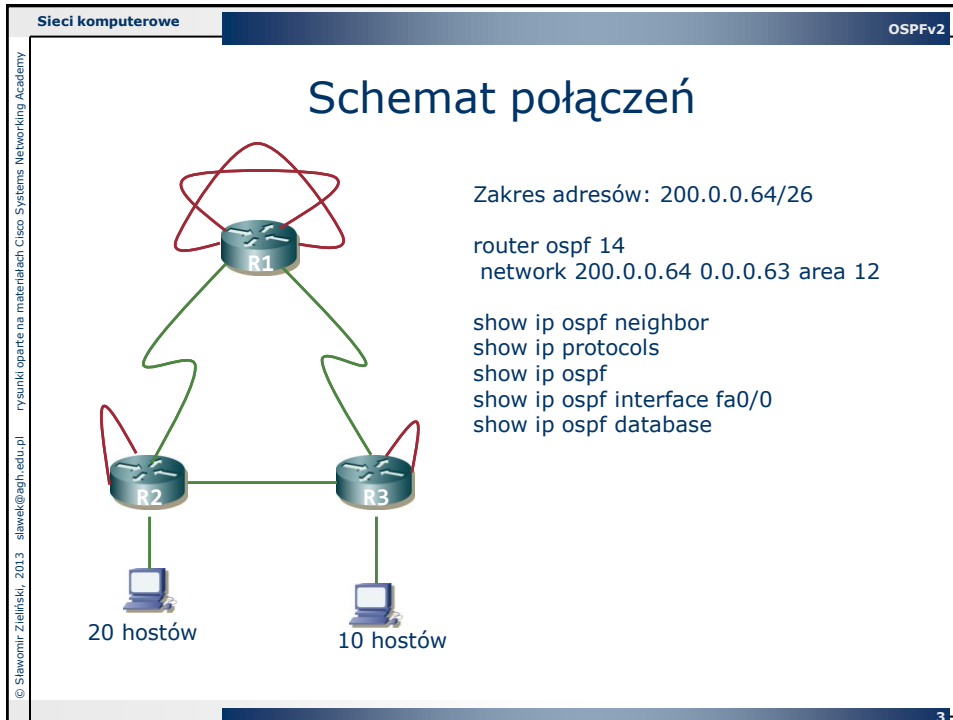 Sieci komputerowe
OSPFv2
© Sławomir Zieliński, 2013 slawek@agh.edu.pl rysunki oparte na materiałach Cisco Systems Networking Academy
Schemat połączeń
Zakres adresów: 200.0.0.64/26
router ospf 14
network 200.0.0.64 0.0.0.63 area 12
show ip ospf neighbor
show ip protocols
show ip ospf
show ip ospf interface fa0/0
show ip ospf database
R1
R2
R3
20 hostów
10 hostów
3